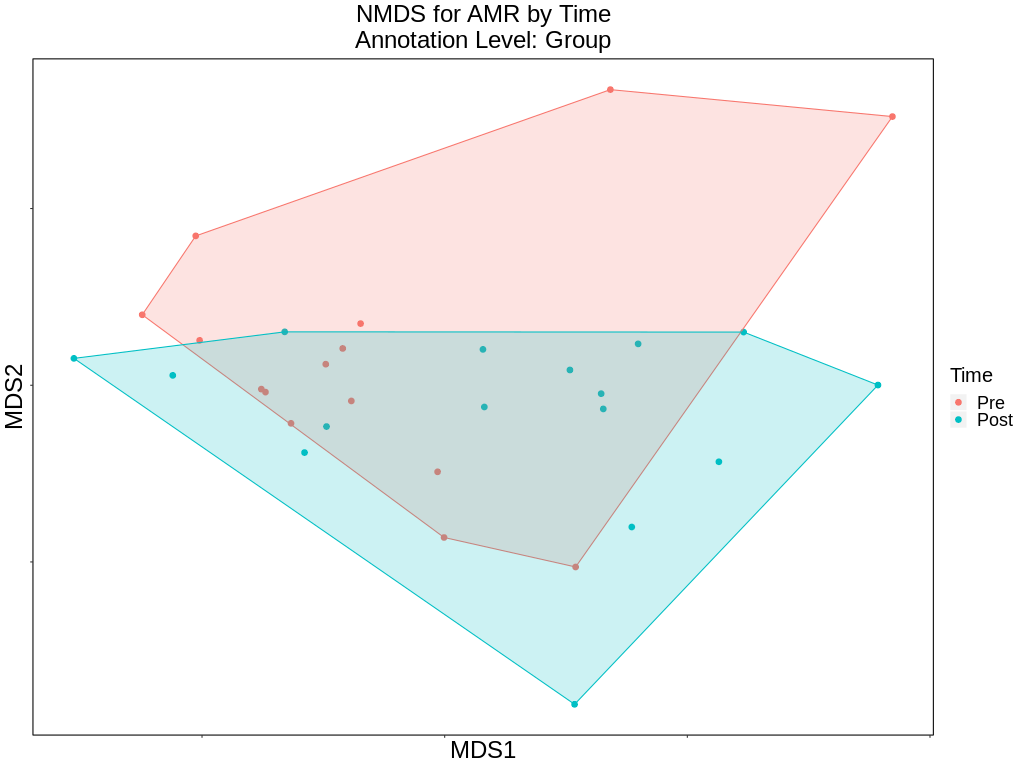 NMDS for AMR by Time
Annotation Level: Group
MDS2
Time
Pre
Post
MDS1